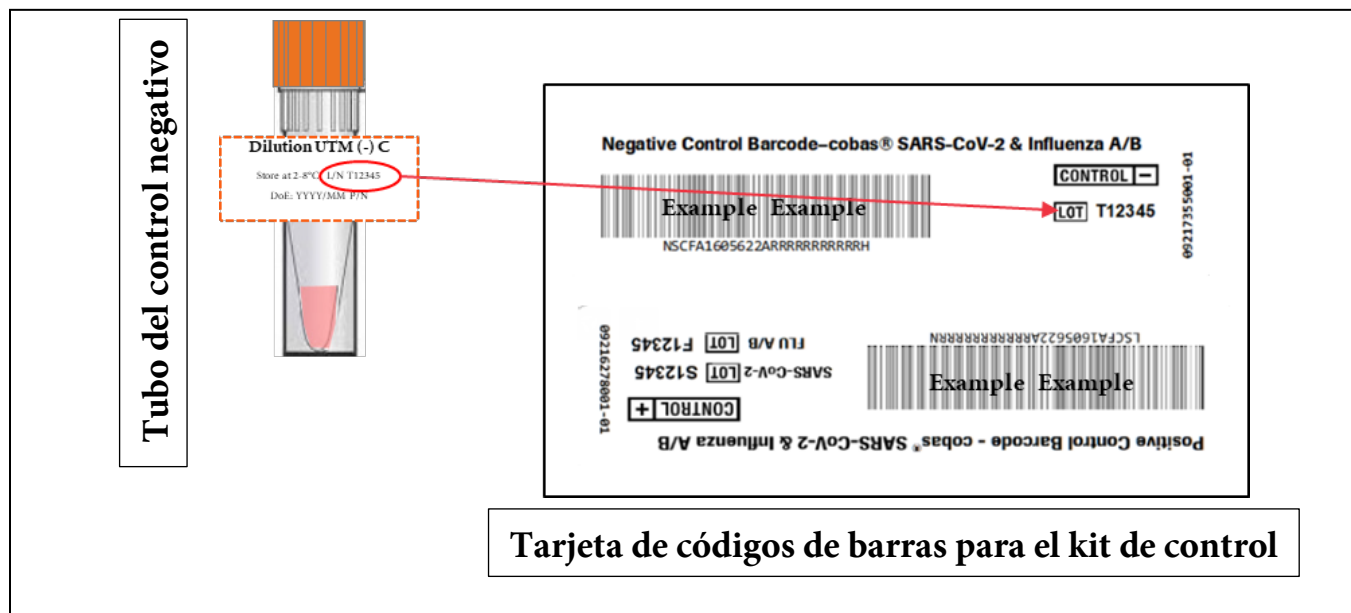 Tubo del control negativo
Dilution UTM (-) C
Store at 2-8°C L/N T12345
DoE: YYYY/MM P/N
Negative Control Barcode–cobas® SARS-CoV-2 & Influenza A/B
CONTROL –
Example Example
LOT T12345
NSCFA1605622ARRRRRRRRRRRH
09217355001-01
Positive Control Barcode - cobas® SARS-CoV-2 & Influenza A/B
CONTROL +
Example Example
SARS-CoV-2 LOT S12345
FLU A/B LOT F12345
LSCFA1605622ARRRRRRRRRRRN
09216278001-01
Tarjeta de códigos de barras para el kit de control